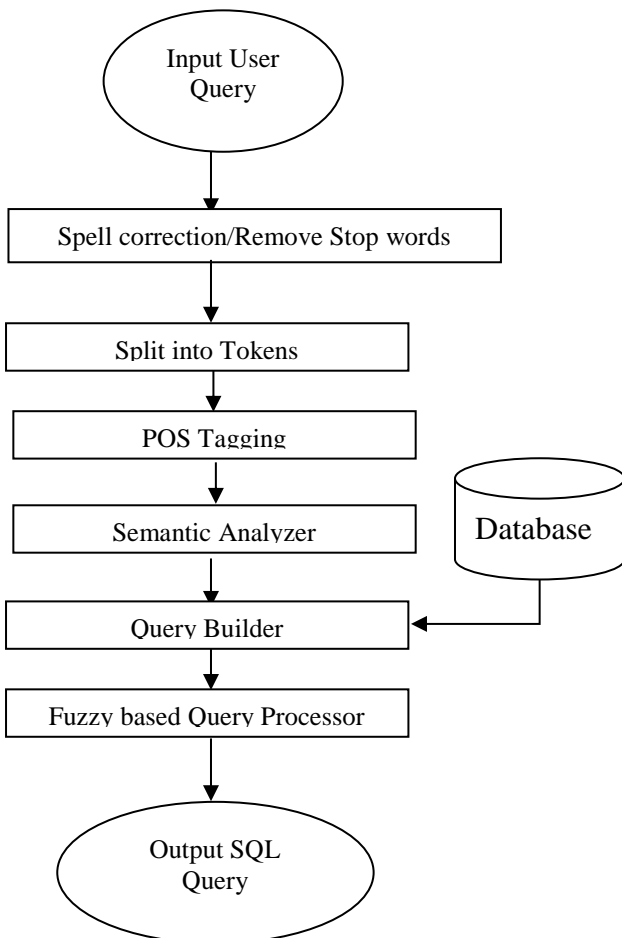 Input User
Query
Spell correction/Remove Stop words
Split into Tokens
POS Tagging
Semantic Analyzer
Database
Query Builder
Fuzzy based Query Processor
Output SQL
Query